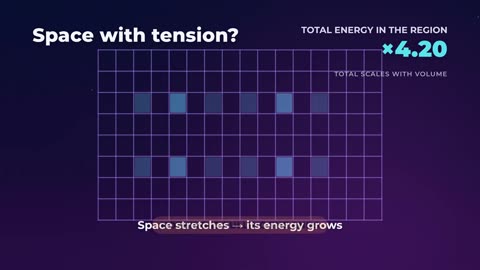 Space with tension?
TOTAL ENERGY IN THE REGION
×4.20
TOTAL SCALES WITH VOLUME
Space stretches → its energy grows